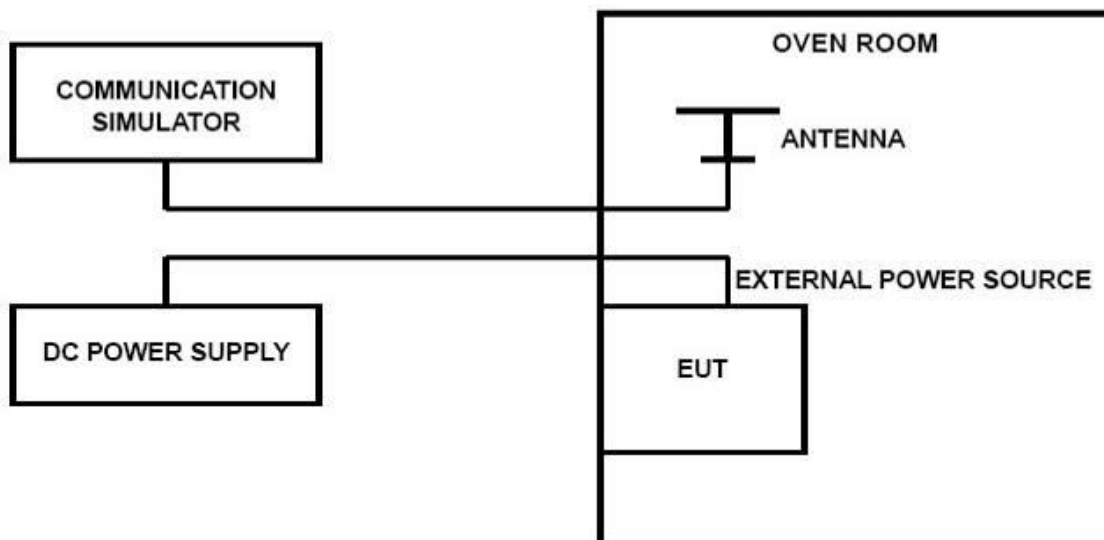 OVEN ROOM
COMMUNICATION
SIMULATOR
ANTENNA
EXTERNAL POWER SOURCE
DC POWER SUPPLY
EUT